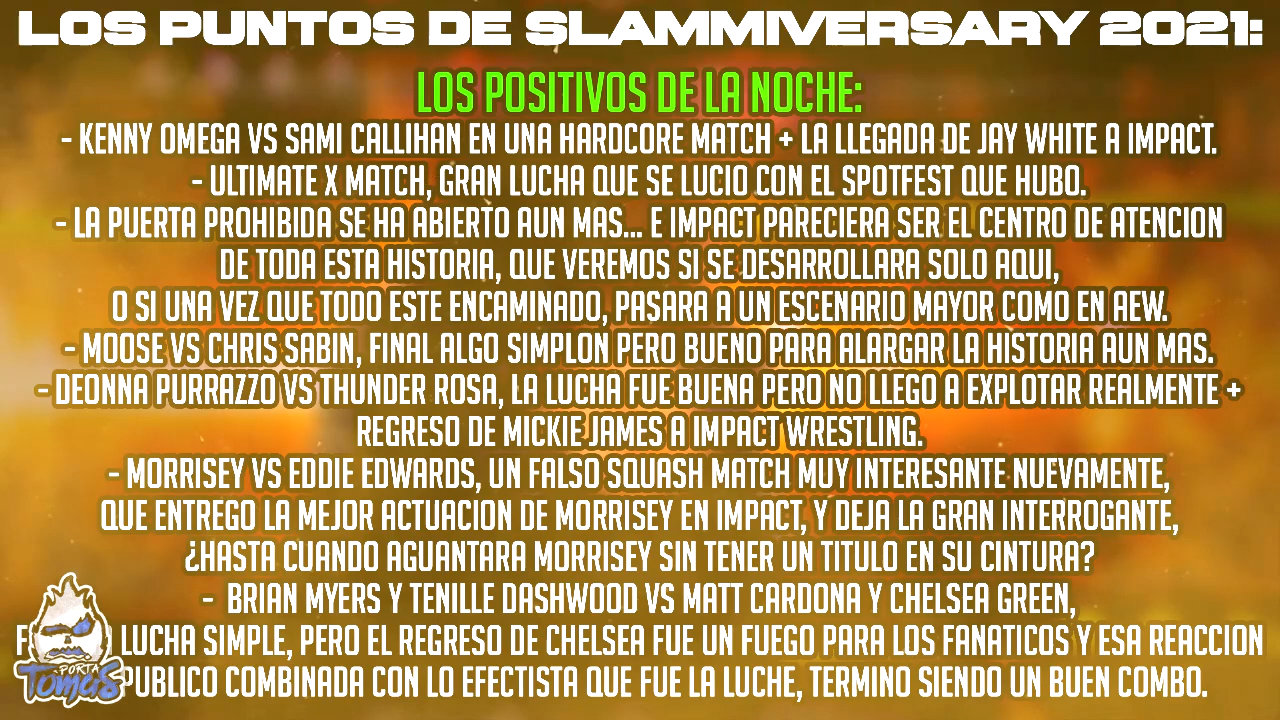 LOS PUNTOS DE SLAMMIVERSARY 2021:
LOS POSITIVOS DE LA NOCHE:
- KENNY OMEGA VS SAMI CALLIHAN EN UNA HARDCORE MATCH + LA LLEGADA DE JAY WHITE A IMPACT.
- ULTIMATE X MATCH, GRAN LUCHA QUE SE LUCIO CON EL SPOTFEST QUE HUBO.
- LA PUERTA PROHIBIDA SE HA ABIERTO AUN MAS... E IMPACT PARECIERA SER EL CENTRO DE ATENCION
DE TODA ESTA HISTORIA, QUE VEREMOS SI SE DESARROLLARA SOLO AQUI,
O SI UNA VEZ QUE TODO ESTE ENCAMINADO, PASARA A UN ESCENARIO MAYOR COMO EN AEW.
- MOOSE VS CHRIS SABIN, FINAL ALGO SIMPLON PERO BUENO PARA ALARGAR LA HISTORIA AUN MAS.
- DEONNA PURRAZZO VS THUNDER ROSA, LA LUCHA FUE BUENA PERO NO LLEGO A EXPLOTAR REALMENTE +
REGRESO DE MICKIE JAMES A IMPACT WRESTLING.
- MORRISEY VS EDDIE EDWARDS, UN FALSO SQUASH MATCH MUY INTERESANTE NUEVAMENTE,
QUE ENTREGO LA MEJOR ACTUACION DE MORRISEY EN IMPACT, Y DEJA LA GRAN INTERROGANTE,
¿HASTA CUANDO AGUANTARA MORRISEY SIN TENER UN TITULO EN SU CINTURA?
- BRIAN MYERS Y TENILLE DASHWOOD VS MATT CARDONA Y CHELSEA GREEN,
LUCHA SIMPLE, PERO EL REGRESO DE CHELSEA FUE UN FUEGO PARA LOS FANATICOS Y ESA REACCION
PUBLICO COMBINADA CON LO EFECTISTA QUE FUE LA LUCHE, TERMINO SIENDO UN BUEN COMBO.
PORTA
TOMAS